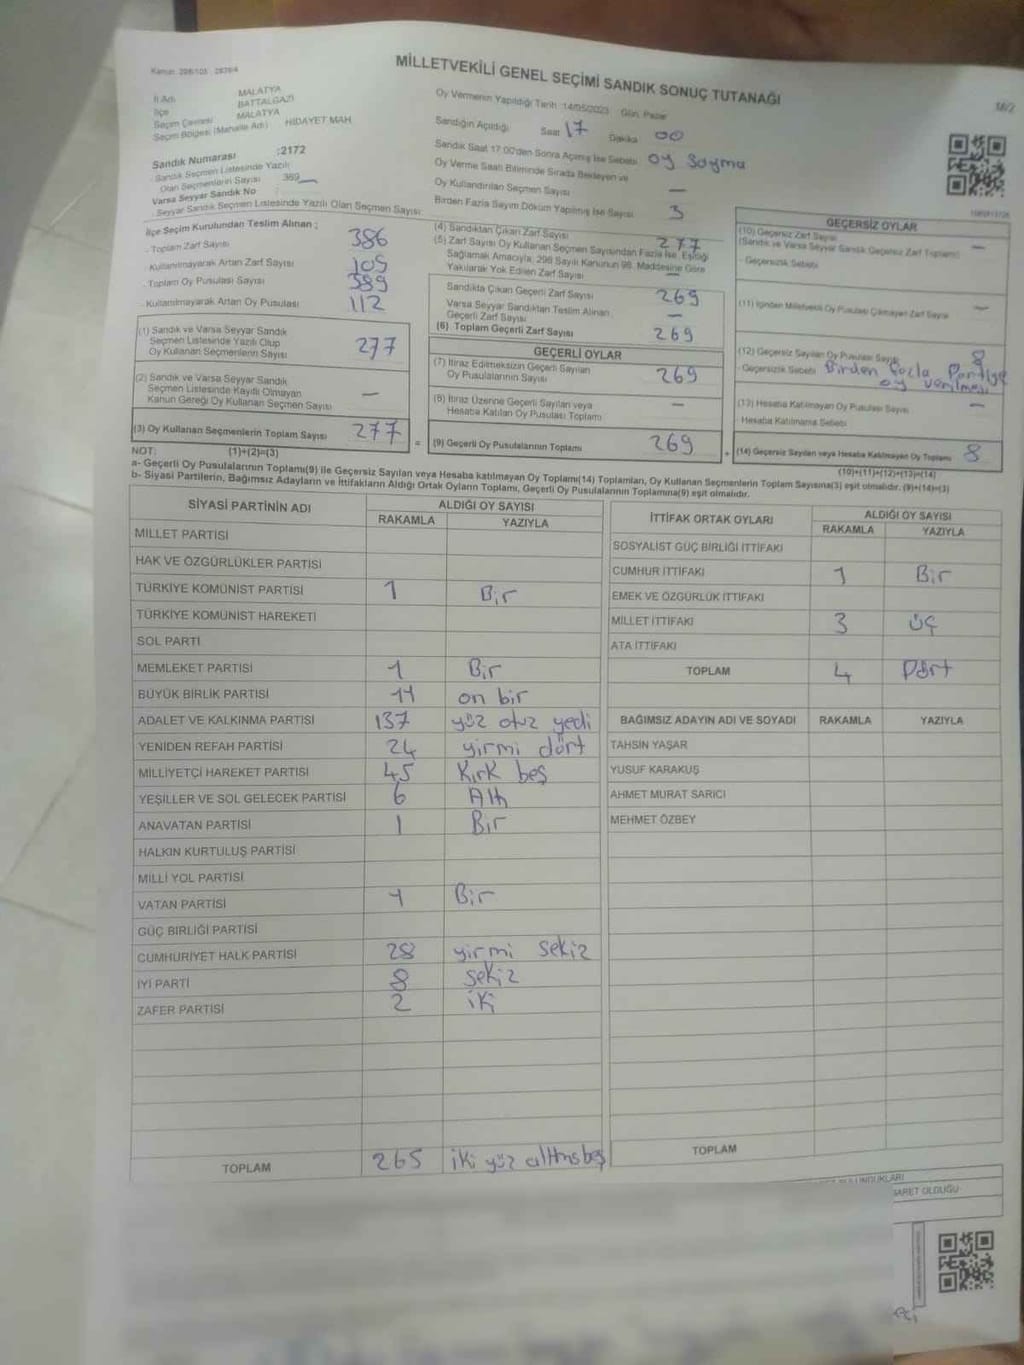 Kanun: 298/105 - 2839/4
MİLLETVEKİLİ GENEL SEÇİMİ SANDIK SONUÇ TUTANAĞI
İl Adı MALATYA
İlçe BATTALGAZİ
Seçim Çevresi MALATYA
Seçim Bölgesi (Mahalle Adı) HİDAYET MAH.
Sandık Numarası :2172
Sandık Seçmen Listesinde Yazılı
Olan Seçmenlerin Sayısı 389
Varsa Seyyar Sandık No
Seyyar Sandık Seçmen Listesinde Yazılı Olan Seçmen Sayısı
Oy Vermenin Yapıldığı Tarih :14/05/2023 Gün: Pazar
Sandığın Açıldığı Saat 17 Dakika 00
Sandık Saat 17:00'den Sonra Açılmış İse Sebebi oy Sayma
Oy Verme Saati Bitiminde Sırada Bekleyen ve
Oy Kullandırılan Seçmen Sayısı : —
Birden Fazla Sayım Döküm Yapılmış İse Sayısı 3
18/2
İlçe Seçim Kurulundan Teslim Alınan ;
Toplam Zarf Sayısı 386
Kullanılmayarak Artan Zarf Sayısı 109
Toplam Oy Pusulası Sayısı 389
Kullanılmayarak Artan Oy Pusulası 112
(1) Sandık ve Varsa Seyyar Sandık
Seçmen Listesinde Yazılı Olup
Oy Kullanan Seçmenlerin Sayısı 277
(2) Sandık ve Varsa Seyyar Sandık
Seçmen Listesinde Kayıtlı Olmayan
Kanun Gereği Oy Kullanan Seçmen Sayısı —
(3) Oy Kullanan Seçmenlerin Toplam Sayısı 277
(4) Sandıktan Çıkan Zarf Sayısı 277
(5) Zarf Sayısı Oy Kullanan Seçmen Sayısından Fazla İse, Eşitliği
Sağlamak Amacıyla, 298 Sayılı Kanunun 98. Maddesine Göre
Yakılarak Yok Edilen Zarf Sayısı —
Sandıkta Çıkan Geçerli Zarf Sayısı 269
Varsa Seyyar Sandıktan Teslim Alınan
Geçerli Zarf Sayısı —
(6) Toplam Geçerli Zarf Sayısı 269
GEÇERLİ OYLAR
(7) İtiraz Edilmeksizin Geçerli Sayılan
Oy Pusulalarının Sayısı 269
(8) İtiraz Üzerine Geçerli Sayılan veya
Hesaba Katılan Oy Pusulası Toplamı —
= (9) Geçerli Oy Pusulalarının Toplamı 269
GEÇERSİZ OYLAR
(10) Geçersiz Zarf Sayısı —
(Sandık ve Varsa Seyyar Sandık Geçersiz Zarf Toplamı)
Geçersizlik Sebebi
(11) İçinden Milletvekili Oy Pusulası Çıkmayan Zarf Sayısı —
(12) Geçersiz Sayılan Oy Pusulası Sayısı 8
Geçersizlik Sebebi Birden fazla Partiye
oy verilmesi
(13) Hesaba Katılmayan Oy Pusulası Sayısı —
Hesaba Katılmama Sebebi
+ (14) Geçersiz Sayılan veya Hesaba Katılmayan Oy Toplamı 8
NOT: (1)+(2)=(3) (10)+(11)+(12)+(13)=(14)
a- Geçerli Oy Pusulalarının Toplamı(9) ile Geçersiz Sayılan veya Hesaba katılmayan Oy Toplamı(14) Toplamları, Oy Kullanan Seçmenlerin Toplam Sayısına(3) eşit olmalıdır. (9)+(14)=(3)
b- Siyasi Partilerin, Bağımsız Adayların ve İttifakların Aldığı Ortak Oyların Toplamı, Geçerli Oy Pusulalarının Toplamına(9) eşit olmalıdır.
SİYASİ PARTİNİN ADI ALDIĞI OY SAYISI
RAKAMLA YAZIYLA
MİLLET PARTİSİ
HAK VE ÖZGÜRLÜKLER PARTİSİ
TÜRKİYE KOMÜNİST PARTİSİ 1 Bir
TÜRKİYE KOMÜNİST HAREKETİ
SOL PARTİ
MEMLEKET PARTİSİ 1 Bir
BÜYÜK BİRLİK PARTİSİ 11 on bir
ADALET VE KALKINMA PARTİSİ 137 yüz otuz yedi
YENİDEN REFAH PARTİSİ 24 yirmi dört
MİLLİYETÇİ HAREKET PARTİSİ 45 Kırk beş
YEŞİLLER VE SOL GELECEK PARTİSİ 6 Altı
ANAVATAN PARTİSİ 1 Bir
HALKIN KURTULUŞ PARTİSİ
MİLLİ YOL PARTİSİ
VATAN PARTİSİ 1 Bir
GÜÇ BİRLİĞİ PARTİSİ
CUMHURİYET HALK PARTİSİ 28 yirmi sekiz
İYİ PARTİ 8 sekiz
ZAFER PARTİSİ 2 iki
TOPLAM 265 iki yüz altmış beş
İTTİFAK ORTAK OYLARI ALDIĞI OY SAYISI
RAKAMLA YAZIYLA
SOSYALİST GÜÇ BİRLİĞİ İTTİFAKI
CUMHUR İTTİFAKI 1 Bir
EMEK VE ÖZGÜRLÜK İTTİFAKI
MİLLET İTTİFAKI 3 üç
ATA İTTİFAKI
TOPLAM 4 Dört
BAĞIMSIZ ADAYIN ADI VE SOYADI RAKAMLA YAZIYLA
TAHSİN YAŞAR
YUSUF KARAKUŞ
AHMET MURAT SARICI
MEHMET ÖZBEY
TOPLAM